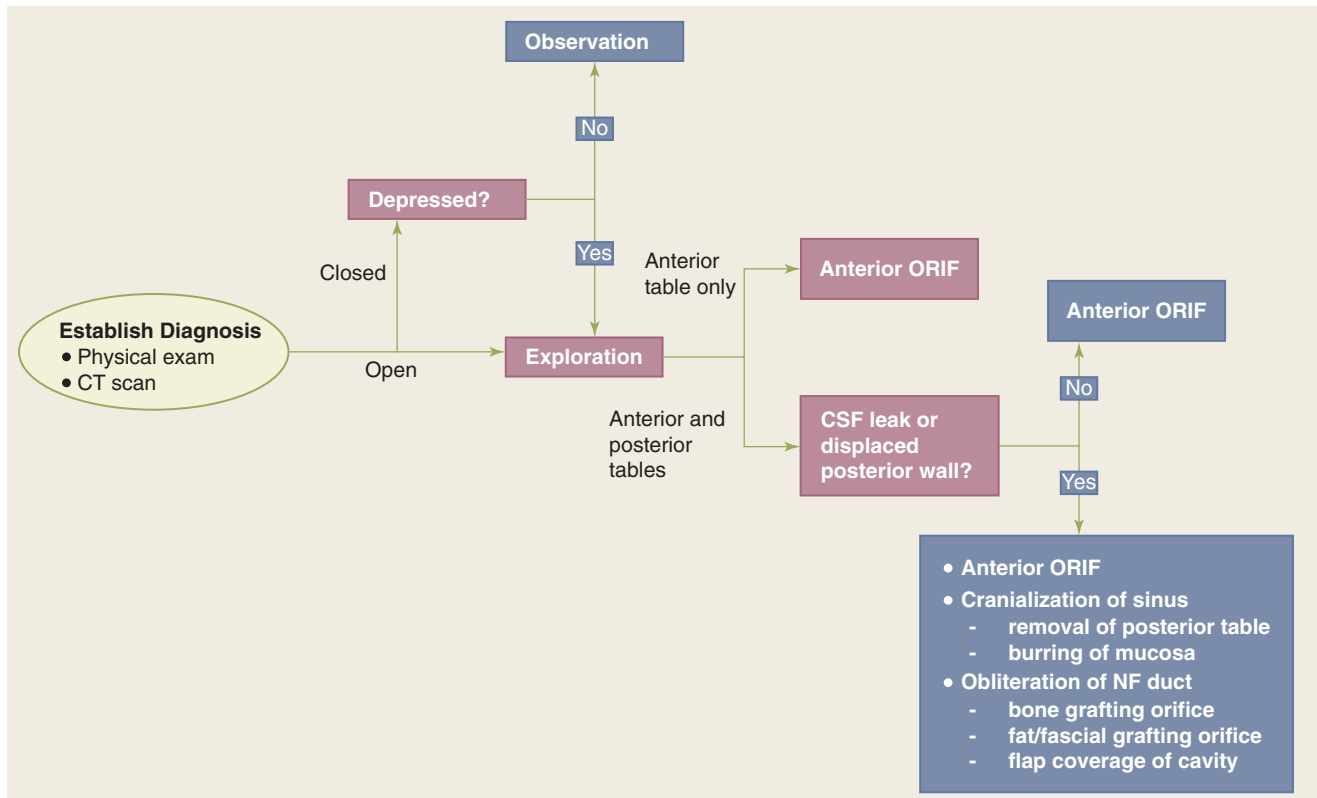 Observation
No
Depressed?
Yes
Closed
Anterior
table only
Anterior ORIF
Anterior ORIF
Establish Diagnosis
• Physical exam
• CT scan
Open
Exploration
No
Anterior and
posterior
tables
CSF leak or
displaced
posterior wall?
Yes
• Anterior ORIF
• Cranialization of sinus
- removal of posterior table
- burring of mucosa
• Obliteration of NF duct
- bone grafting orifice
- fat/fascial grafting orifice
- flap coverage of cavity